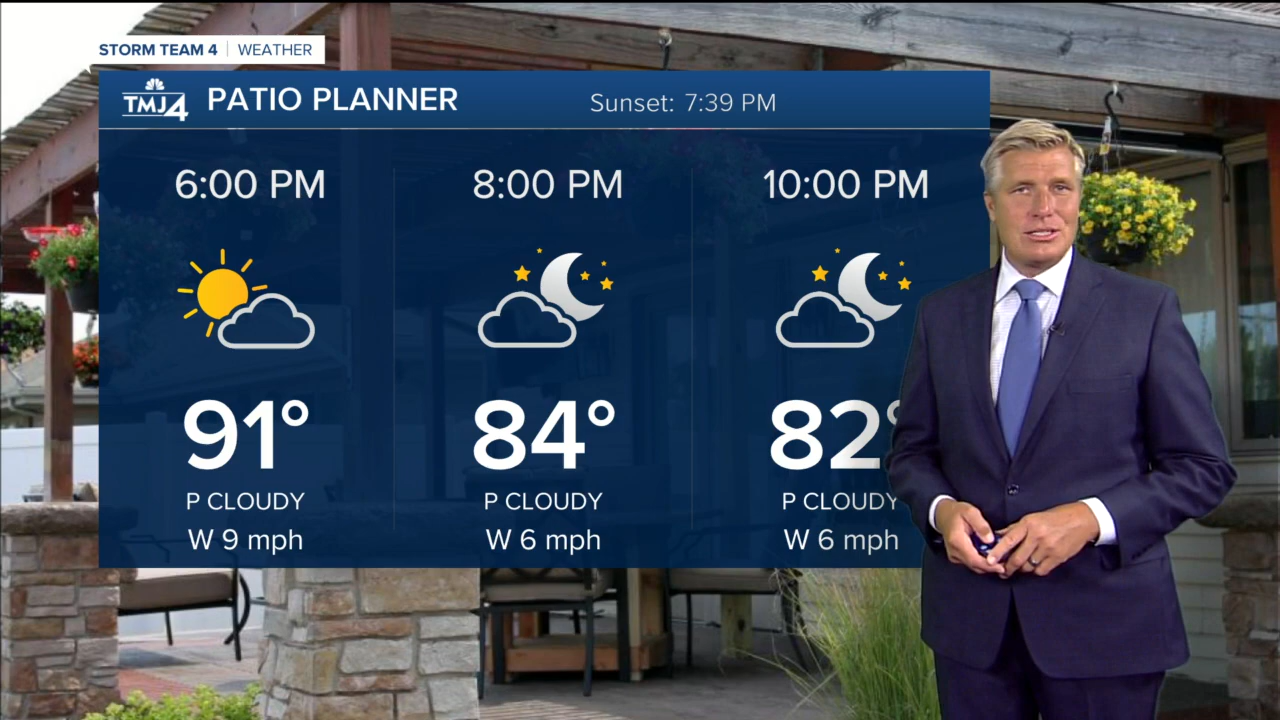 STORM TEAM 4 | WEATHER
TMJ4 PATIO PLANNER Sunset: 7:39 PM
6:00 PM 8:00 PM 10:00 PM
91° 84° 82°
P CLOUDY P CLOUDY P CLOUDY
W 9 mph W 6 mph W 6 mph